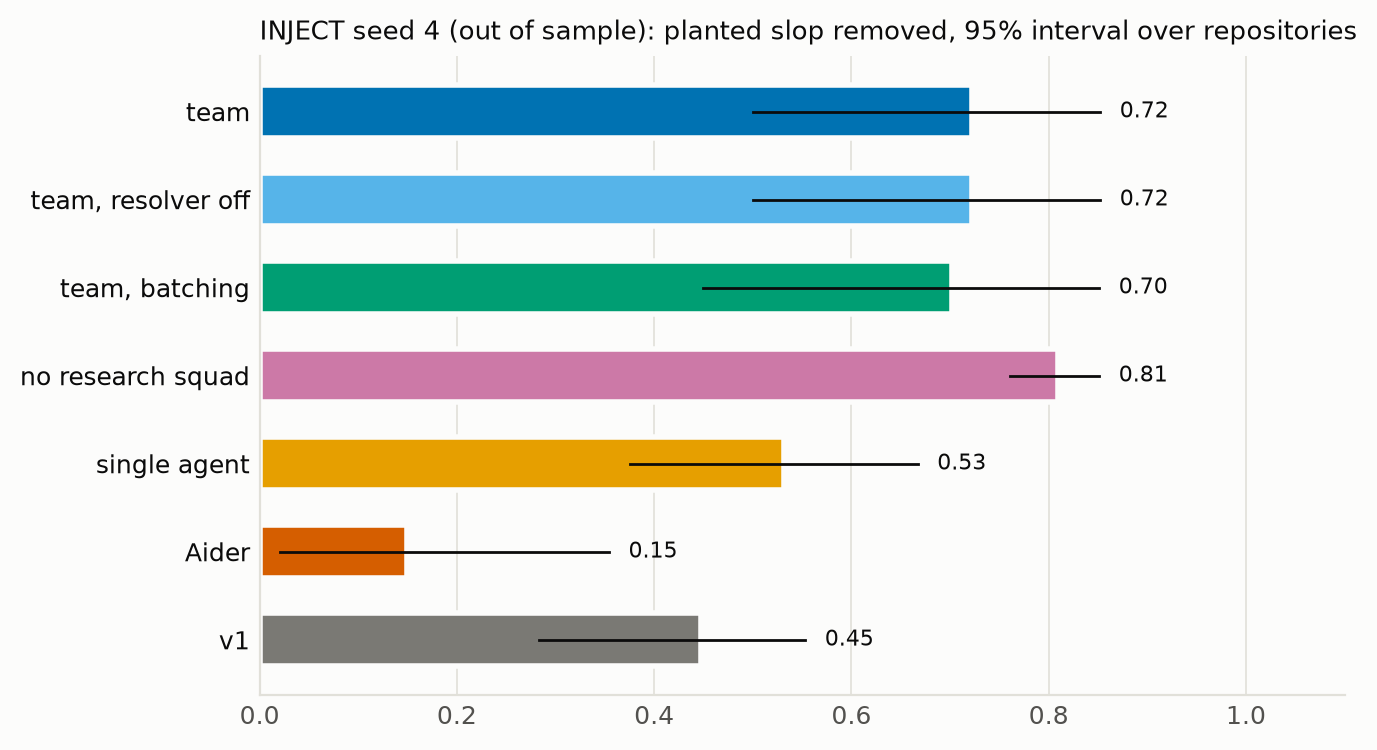 INJECT seed 4 (out of sample): planted slop removed, 95% interval over repositories
team
0.72
team, resolver off
0.72
team, batching
0.70
no research squad
0.81
single agent
0.53
Aider
0.15
v1
0.45
0.0 0.2 0.4 0.6 0.8 1.0